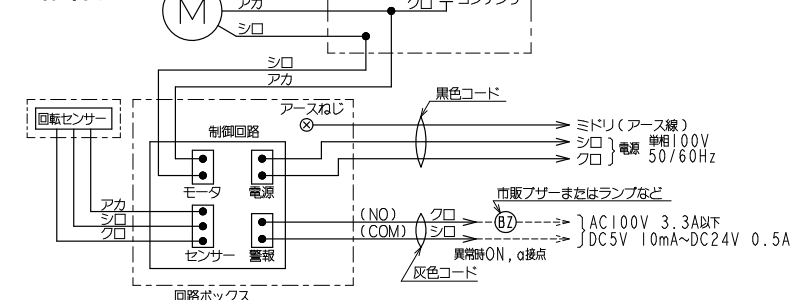 アカ
クロ
コンデンサ
M
シロ
シロ
アカ
黒色コード
アースねじ
回転センサー
制御回路
ミドリ(アース線)
シロ
クロ
電源
単相100V
50/60Hz
モータ
電源
市販ブザーまたはランプなど
アカ
シロ
クロ
(NO)
クロ
(COM)
シロ
BZ
AC100V 3.3A以下
DC5V 10mA~DC24V 0.5A
センサー
警報
異常時ON,a接点
灰色コード
回路ボックス